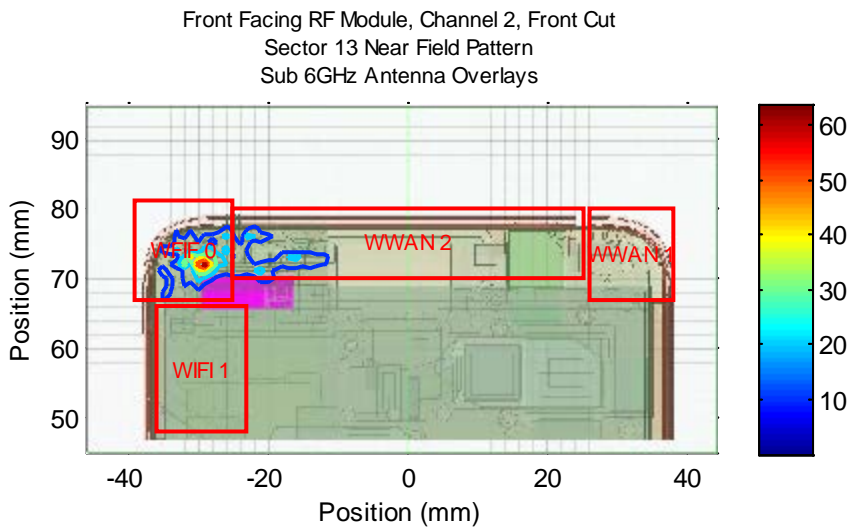 Front Facing RF Module, Channel 2, Front Cut
Sector 13 Near Field Pattern
Sub 6GHz Antenna Overlays
90
80
70
60
50
-40
-20
0
20
40
Position (mm)
Position (mm)
WFIF 0
WWAN 2
WWAN 1
WIFI 1
60
50
40
30
20
10